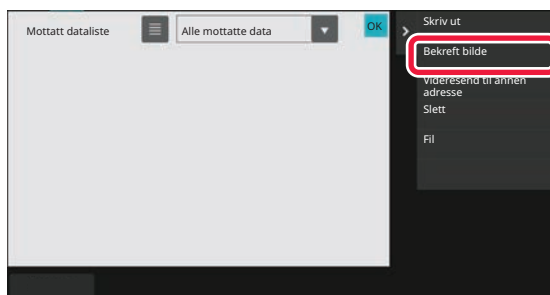 Mottatt dataliste
Alle mottatte data
OK
Skriv ut
Bekreft bilde
Videresend til annen
adresse
Slett
Fil